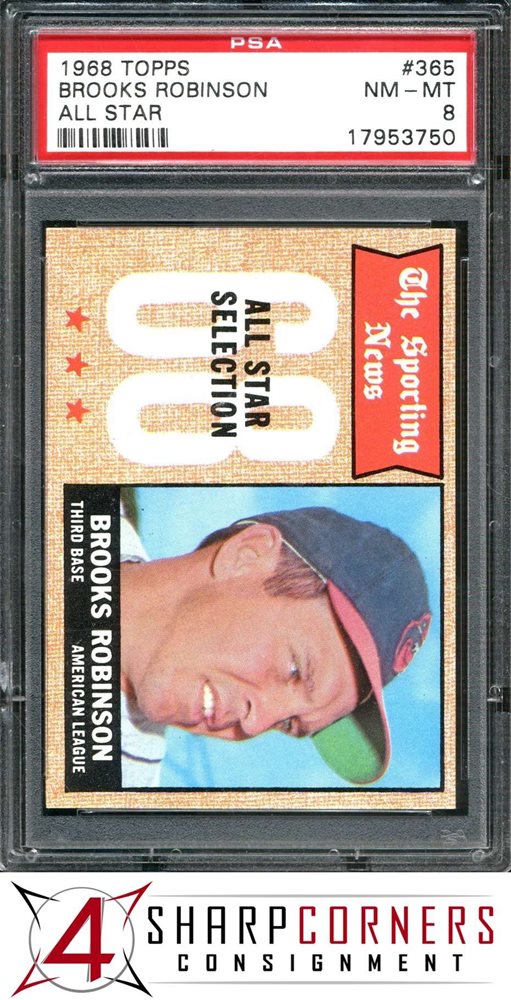 PSA
1968 TOPPS #365
BROOKS ROBINSON NM – MT
ALL STAR 8
17953750
The Sporting
News
68
ALL STAR
SELECTION
BROOKS ROBINSON
THIRD BASE AMERICAN LEAGUE
4 SHARPCORNERS
CONSIGNMENT